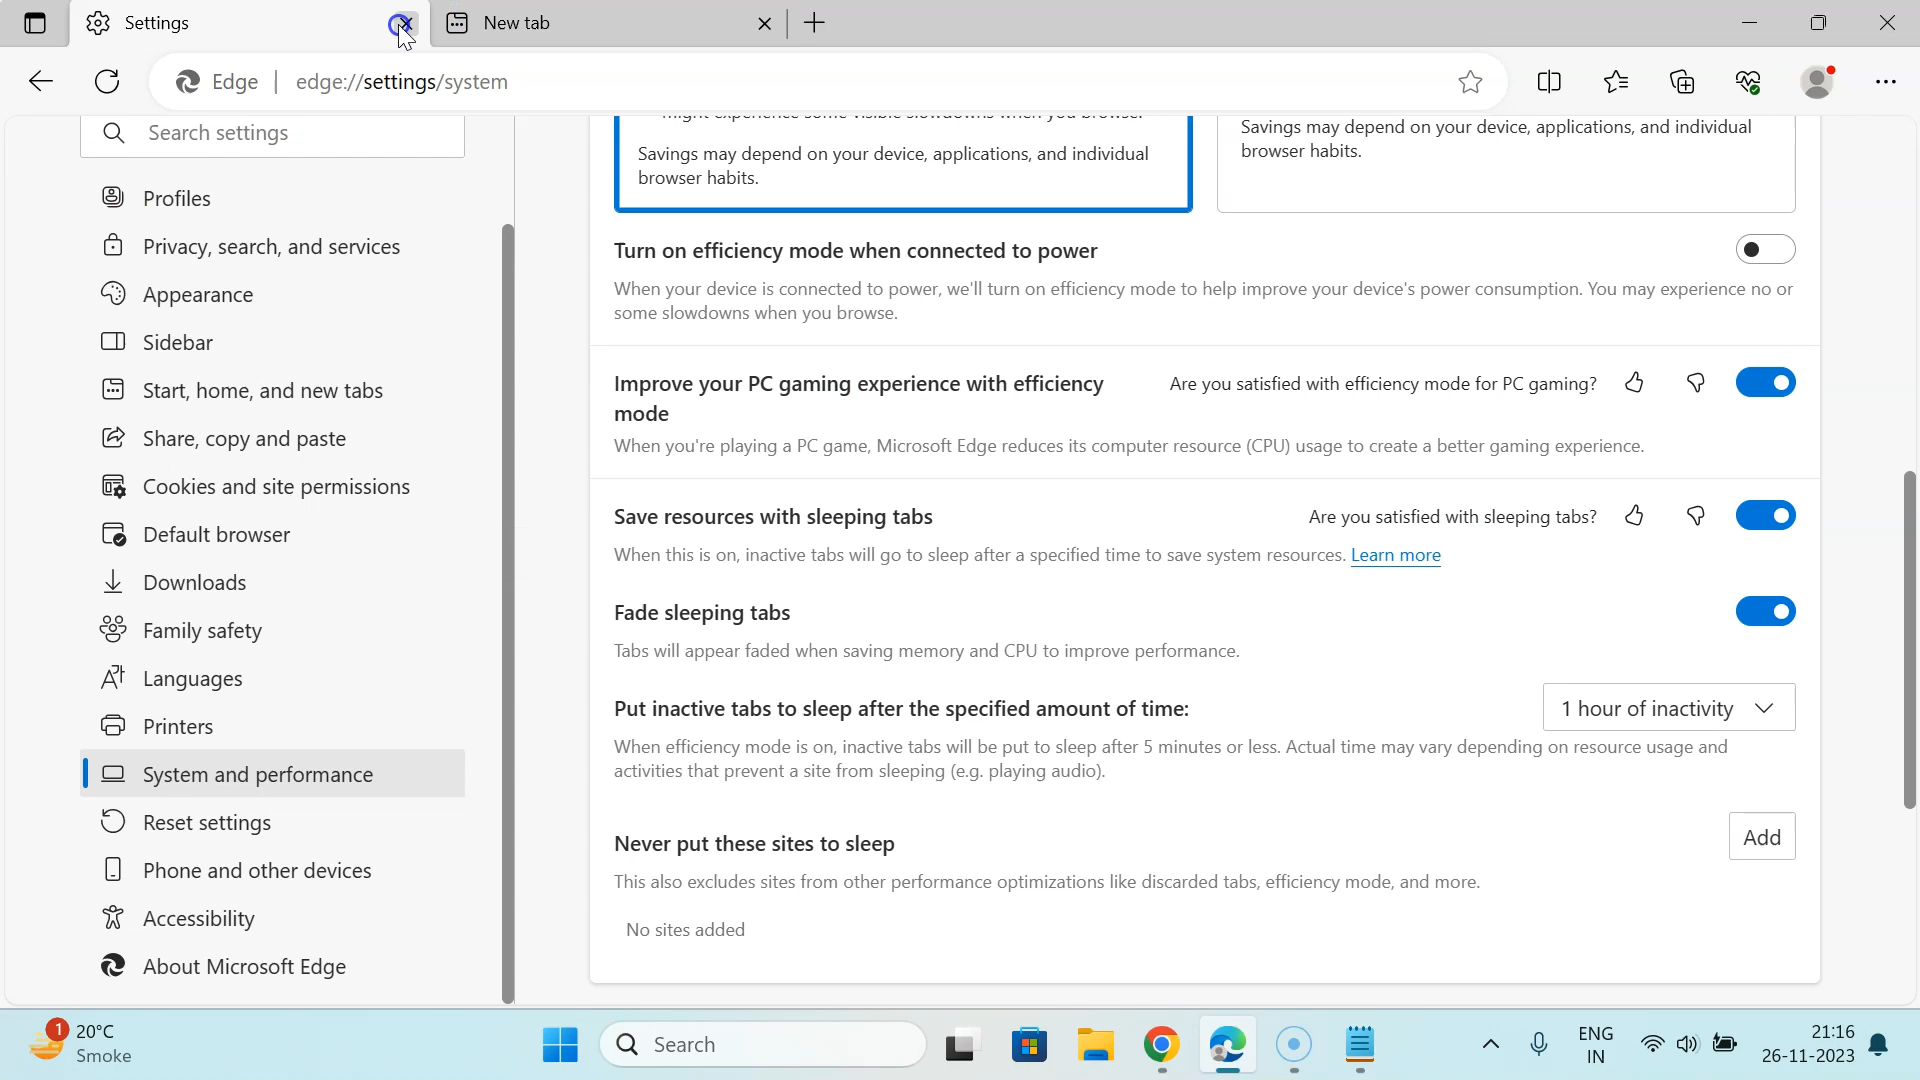 Settings
New tab
Edge
edge://settings/system
Search settings
Profiles
Privacy, search, and services
Appearance
Sidebar
Start, home, and new tabs
Share, copy and paste
Cookies and site permissions
Default browser
Downloads
Family safety
Languages
Printers
System and performance
Reset settings
Phone and other devices
Accessibility
About Microsoft Edge
might experience some visible slowdowns when you browse.
Savings may depend on your device, applications, and individual
browser habits.
Savings may depend on your device, applications, and individual
browser habits.
Turn on efficiency mode when connected to power
When your device is connected to power, we'll turn on efficiency mode to help improve your device's power consumption. You may experience no or
some slowdowns when you browse.
Improve your PC gaming experience with efficiency
mode
Are you satisfied with efficiency mode for PC gaming?
When you're playing a PC game, Microsoft Edge reduces its computer resource (CPU) usage to create a better gaming experience.
Save resources with sleeping tabs
Are you satisfied with sleeping tabs?
When this is on, inactive tabs will go to sleep after a specified time to save system resources. Learn more
Fade sleeping tabs
Tabs will appear faded when saving memory and CPU to improve performance.
Put inactive tabs to sleep after the specified amount of time:
1 hour of inactivity
When efficiency mode is on, inactive tabs will be put to sleep after 5 minutes or less. Actual time may vary depending on resource usage and
activities that prevent a site from sleeping (e.g. playing audio).
Never put these sites to sleep
Add
This also excludes sites from other performance optimizations like discarded tabs, efficiency mode, and more.
No sites added
1
20°C
Smoke
Search
ENG
IN
21:16
26-11-2023